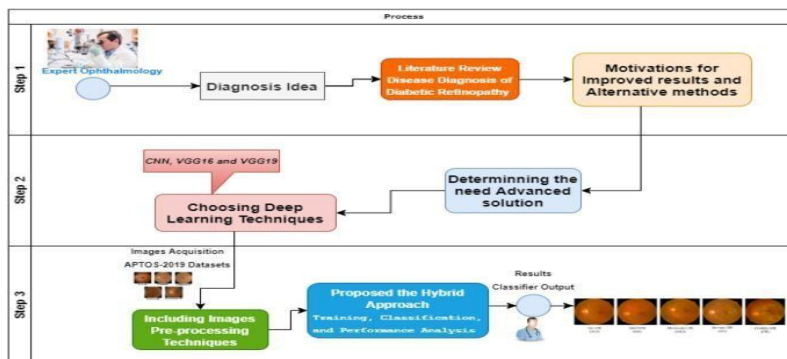 Process
Step 1
Expert Ophthalmology
Diagnosis Idea
Literature Review
Disease Diagnosis of
Diabetic Retinopathy
Motivations for
Improved results and
Alternative methods
Step 2
CNN, VGG16 and VGG19
Choosing Deep
Learning Techniques
Determinning the
need Advanced
solution
Step 3
Images Acquisition
APTOS-2019 Datasets
Including Images
Pre-processing
Techniques
Proposed the Hybrid
Approach
Training, Classification,
and Performance Analysis
Results
Classifier Output